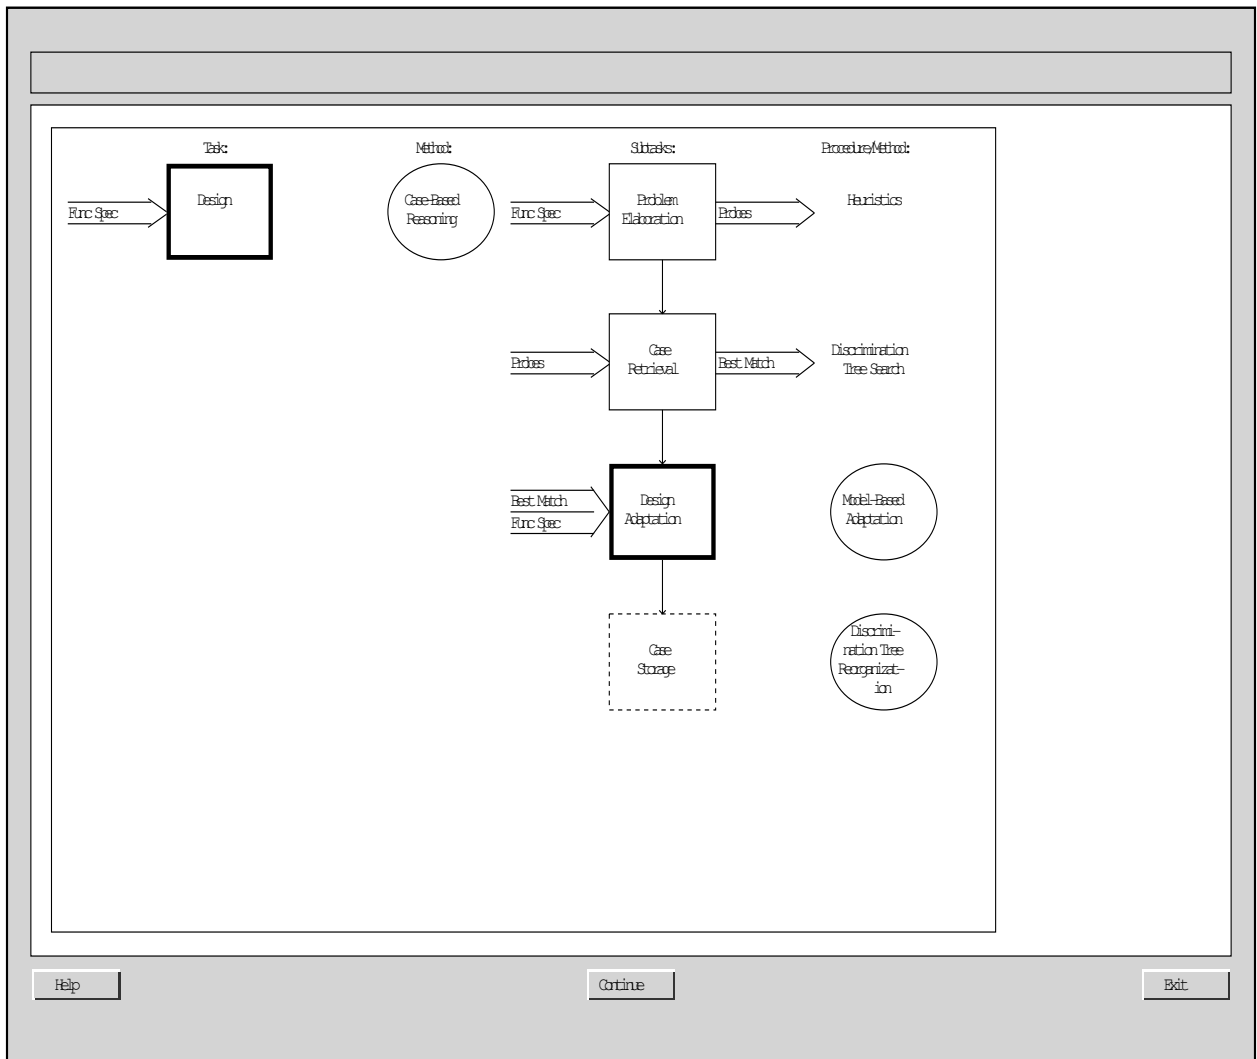 Task:
Method:
Subtasks:
Procedure/Method:
Func Spec
Design
Case-Based
Reasoning
Func Spec
Problem
Elaboration
Probes
Heuristics
Probes
Case
Retrieval
Best Match
Discrimination
Tree Search
Best Match
Func Spec
Design
Adaptation
Model-Based
Adaptation
Case
Storage
Discrimi-
nation Tree
Reorganizat-
ion
Help
Continue
Exit